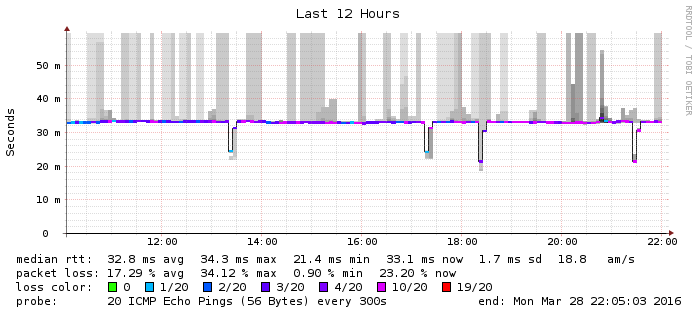 Last 12 Hours
RRDTOOL / TOBI OETIKER
Seconds
50 m
40 m
30 m
20 m
10 m
0
12:00 14:00 16:00 18:00 20:00 22:00
median rtt: 32.8 ms avg 34.3 ms max 21.4 ms min 33.1 ms now 1.7 ms sd 18.8 am/s
packet loss: 17.29 % avg 34.12 % max 0.90 % min 23.20 % now
loss color: 0 1/20 2/20 3/20 4/20 10/20 19/20
probe: 20 ICMP Echo Pings (56 Bytes) every 300s end: Mon Mar 28 22:05:03 2016